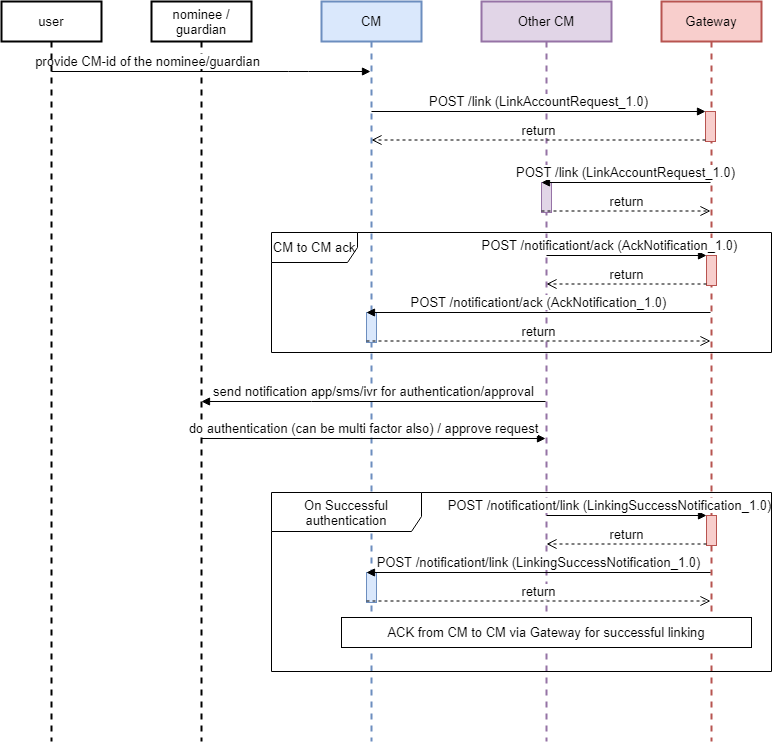 user
nominee /
guardian
CM
Other CM
Gateway
provide CM-id of the nominee/guardian
POST /link (LinkAccountRequest_1.0)
return
POST /link (LinkAccountRequest_1.0)
return
CM to CM ack
POST /notificationt/ack (AckNotification_1.0)
return
POST /notificationt/ack (AckNotification_1.0)
return
send notification app/sms/ivr for authentication/approval
do authentication (can be multi factor also) / approve request
On Successful
authentication
POST /notificationt/link (LinkingSuccessNotification_1.0)
return
POST /notificationt/link (LinkingSuccessNotification_1.0)
return
ACK from CM to CM via Gateway for successful linking